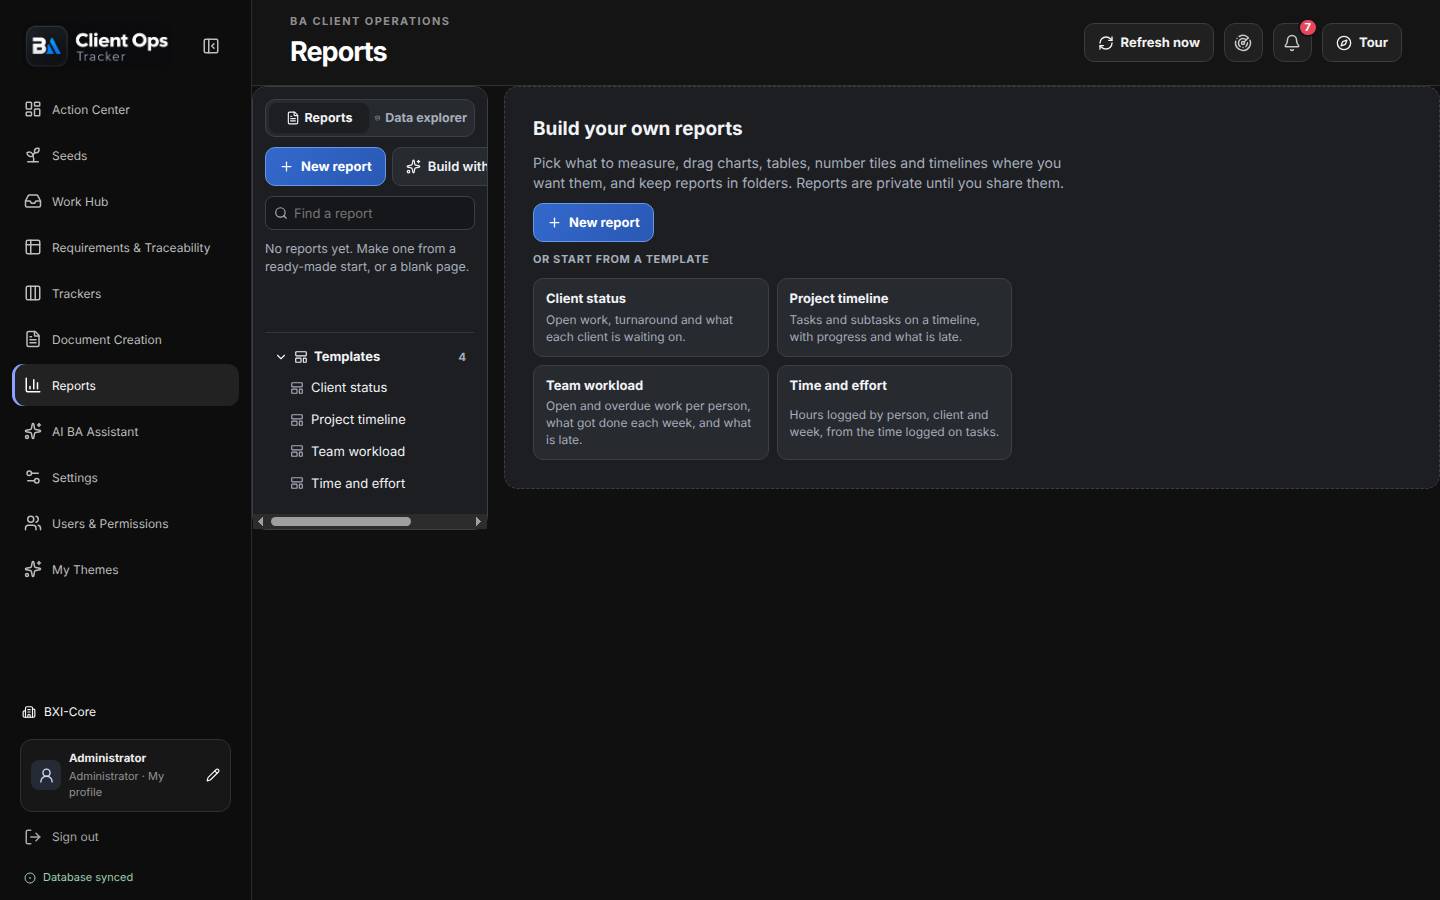 BA
Client Ops
Tracker
Action Center
Seeds
Work Hub
Requirements & Traceability
Trackers
Document Creation
Reports
AI BA Assistant
Settings
Users & Permissions
My Themes
BXI-Core
Administrator
Administrator · My
profile
Sign out
Database synced
BA CLIENT OPERATIONS
Reports
Refresh now
7
Tour
Reports
Data explorer
New report
Build with
Find a report
No reports yet. Make one from a
ready-made start, or a blank page.
Templates
4
Client status
Project timeline
Team workload
Time and effort
Build your own reports
Pick what to measure, drag charts, tables, number tiles and timelines where you
want them, and keep reports in folders. Reports are private until you share them.
New report
OR START FROM A TEMPLATE
Client status
Open work, turnaround and what
each client is waiting on.
Project timeline
Tasks and subtasks on a timeline,
with progress and what is late.
Team workload
Open and overdue work per person,
what got done each week, and what
is late.
Time and effort
Hours logged by person, client and
week, from the time logged on tasks.